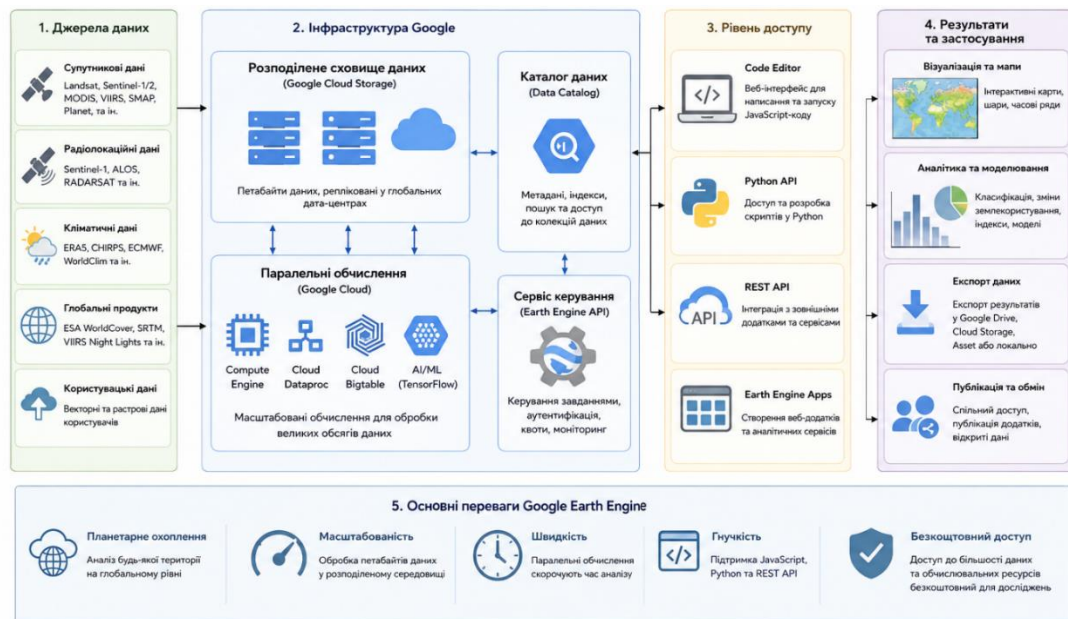 1. Джерела даних
Супутникові дані
Landsat, Sentinel-1/2,
MODIS, VIIRS, SMAP,
Planet, та ін.
Радіолокаційні дані
Sentinel-1, ALOS,
RADARSAT та ін.
Кліматичні дані
ERA5, CHIRPS, ECMWF,
WorldClim та ін.
Глобальні продукти
ESA WorldCover, SRTM,
VIIRS Night Lights та ін.
Користувацькі дані
Векторні та растрові дані
користувачів
2. Інфраструктура Google
Розподілене сховище даних
(Google Cloud Storage)
Петабайти даних, репліковані у глобальних
дата-центрах
Каталог даних
(Data Catalog)
Метадані, індекси,
пошук та доступ
до колекцій даних
Паралельні обчислення
(Google Cloud)
Compute
Engine
Cloud
Dataproc
Cloud
Bigtable
AI/ML
(TensorFlow)
Масштабовані обчислення для обробки
великих обсягів даних
Сервіс керування
(Earth Engine API)
Керування завданнями,
аутентифікація,
квоти, моніторинг
3. Рівень доступу
Code Editor
Веб-інтерфейс для
написання та запуску
JavaScript-коду
Python API
Доступ та розробка
скриптів у Python
REST API
API
Інтеграція з зовнішніми
додатками та сервісами
Earth Engine Apps
Створення веб-додатків
та аналітичних сервісів
4. Результати
та застосування
Візуалізація та мапи
Інтерактивні карти,
шари, часові ряди
Аналітика та моделювання
Класифікація, зміни
землекористування,
індекси, моделі
Експорт даних
Експорт результатів
у Google Drive,
Cloud Storage,
Asset або локально
Публікація та обмін
Спільний доступ,
публікація додатків,
відкриті дані
5. Основні переваги Google Earth Engine
Планетарне охоплення
Аналіз будь-якої території
на глобальному рівні
Масштабованість
Обробка петабайтів даних
у розподіленому середовищі
Швидкість
Паралельні обчислення
скорочують час аналізу
Гнучкість
Підтримка JavaScript,
Python та REST API
Безкоштовний доступ
Доступ до більшості даних
та обчислювальних ресурсів
безкоштовний для досліджень